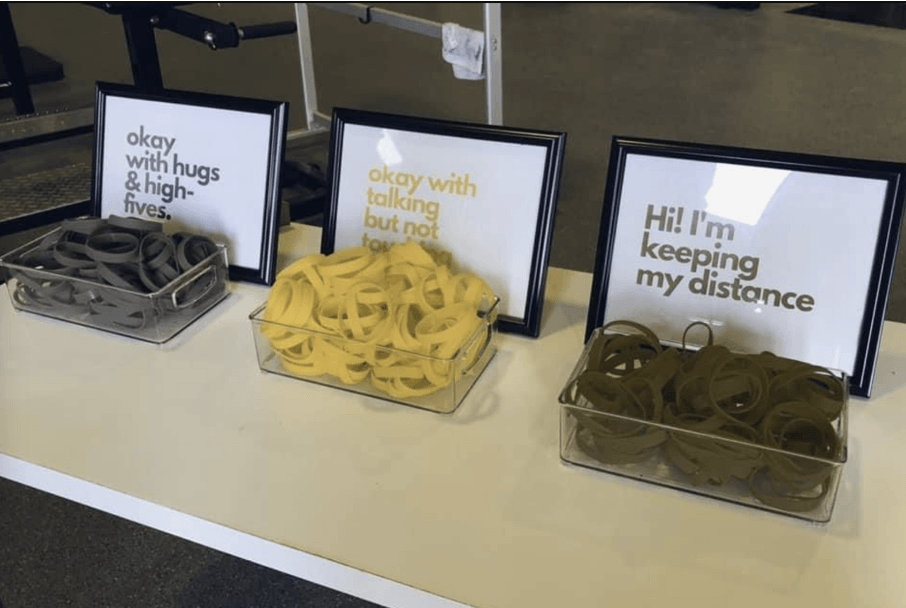 okay
with hugs
& high-
fives.
okay with
talking
but not
Hi! I'm
keeping
my distance